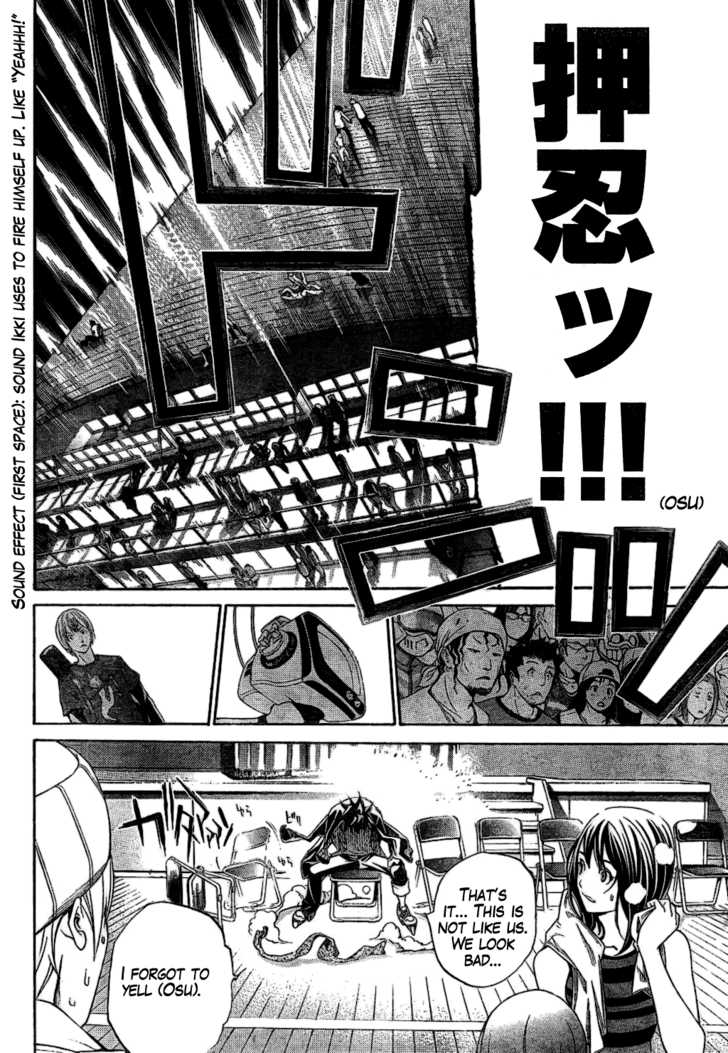 SOUND EFFECT (FIRST SPACE): SOUND IKKI USES TO FIRE HIMSELF UP. LIKE "YEAHHH!"
押忍ッ!!!
(OSU)
THAT'S
IT... THIS IS
NOT LIKE US.
WE LOOK
BAD...
I FORGOT TO
YELL (OSU).